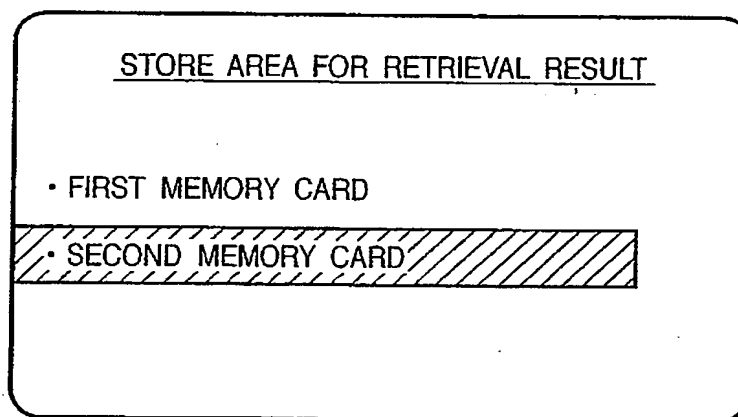 STORE AREA FOR RETRIEVAL RESULT
· FIRST MEMORY CARD
· SECOND MEMORY CARD